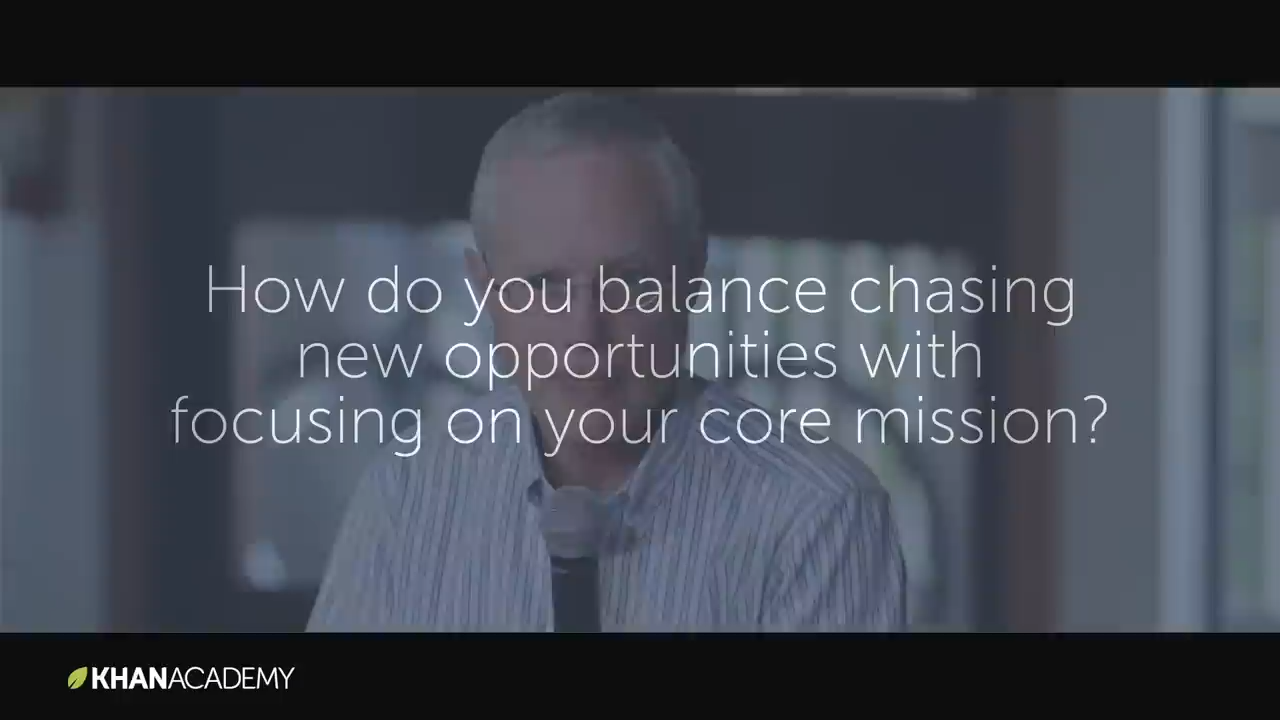 How do you balance chasing
new opportunities with
focusing on your core mission?
KHANACADEMY